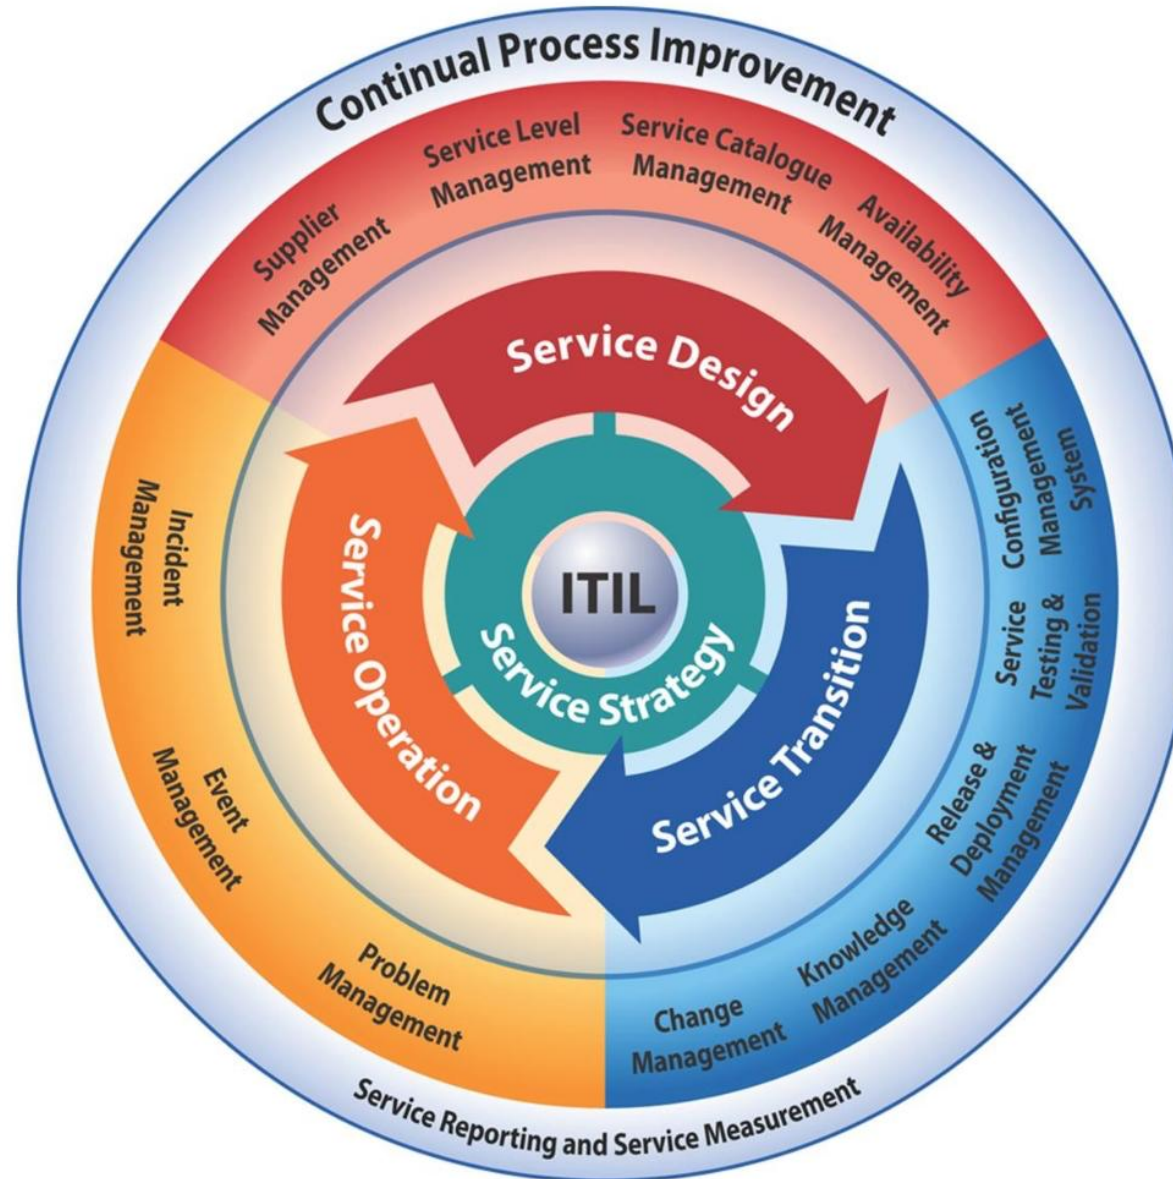 Continual Process Improvement
Supplier
Management
Service Level
Management
Service Catalogue
Management
Availability
Management
Service Design
Configuration
Management
System
Service
Testing &
Validation
Release &
Deployment
Management
Knowledge
Management
Change
Management
Service Transition
Problem
Management
Event
Management
Incident
Management
Service Operation
Service Strategy
ITIL
Service Reporting and Service Measurement